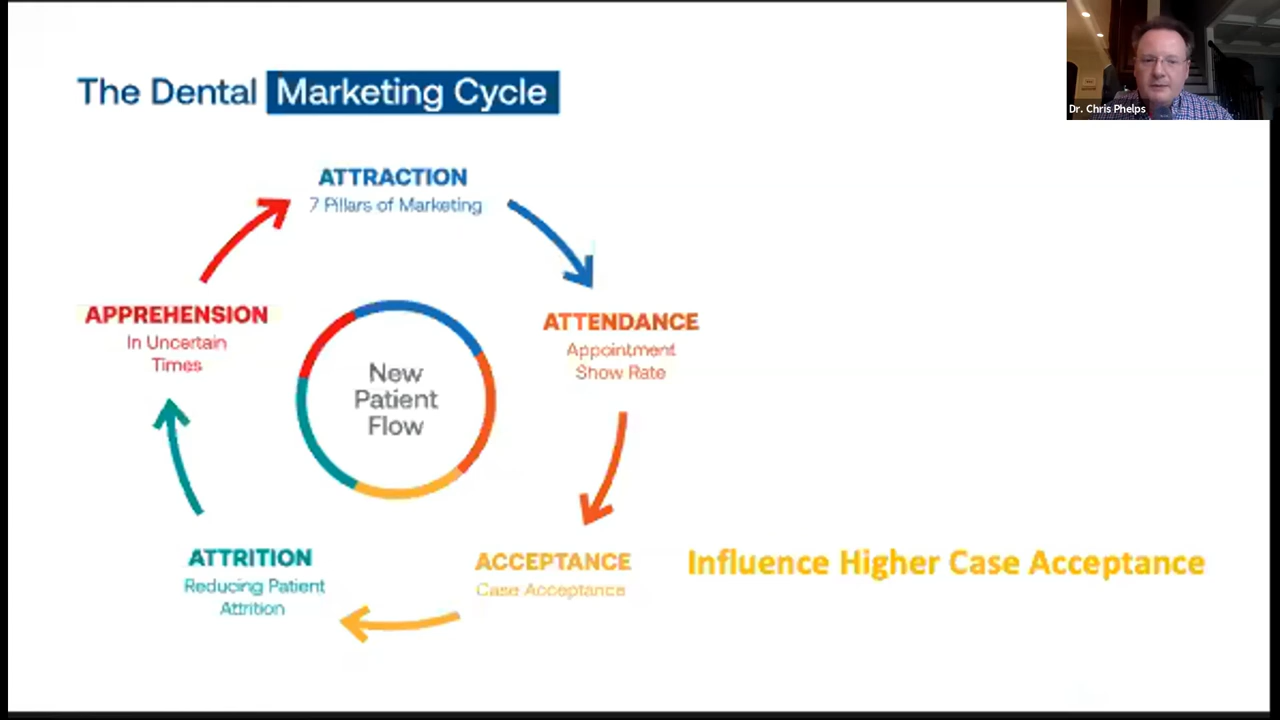 The Dental Marketing Cycle
Dr. Chris Phelps
ATTRACTION
7 Pillars of Marketing
ATTENDANCE
Appointment
Show Rate
ACCEPTANCE
Case Acceptance
Influence Higher Case Acceptance
ATTRITION
Reducing Patient
Attrition
APPREHENSION
In Uncertain
Times
New
Patient
Flow